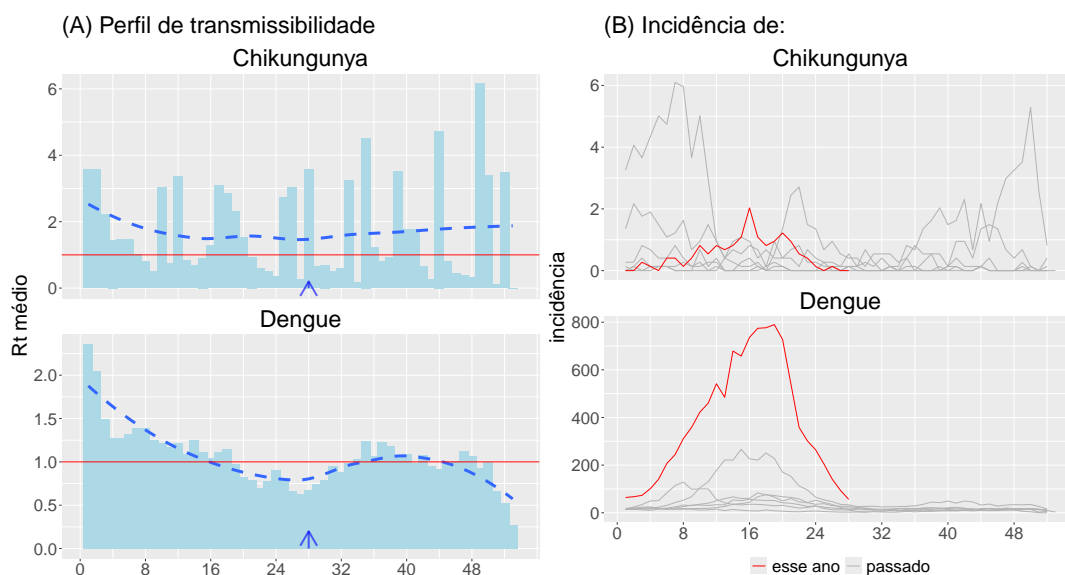 (A) Perfil de transmissibilidade
Chikungunya
6
4
2
0
Dengue
2.0
1.5
1.0
0.5
0.0
0 8 16 24 32 40 48
Rt médio
(B) Incidência de:
Chikungunya
6
4
2
0
Dengue
800
600
400
200
0
0 8 16 24 32 40 48
incidência
esse ano passado